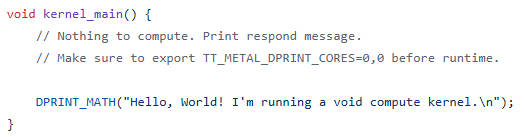 void kernel_main() {
    // Nothing to compute. Print respond message.
    // Make sure to export TT_METAL_DPRINT_CORES=0,0 before runtime.

    DPRINT_MATH("Hello, World! I'm running a void compute kernel.\n");
}